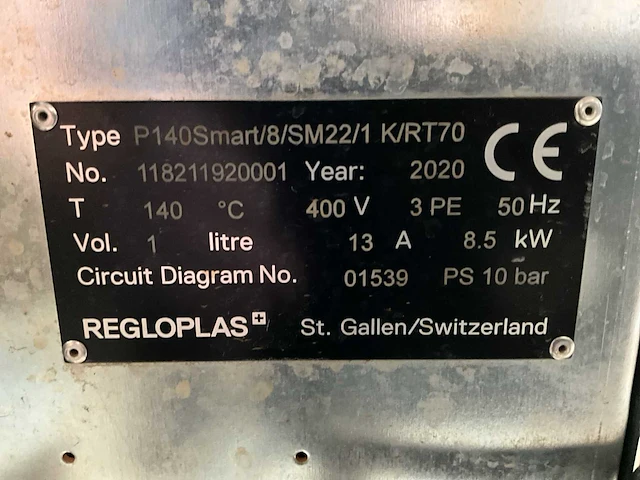 Type P140Smart/8/SM22/1 K/RT70 CE
No. 118211920001 Year: 2020
T 140 °C 400 V 3 PE 50 Hz
Vol. 1 litre 13 A 8.5 kW
Circuit Diagram No. 01539 PS 10 bar
REGLOPLAS St. Gallen/Switzerland